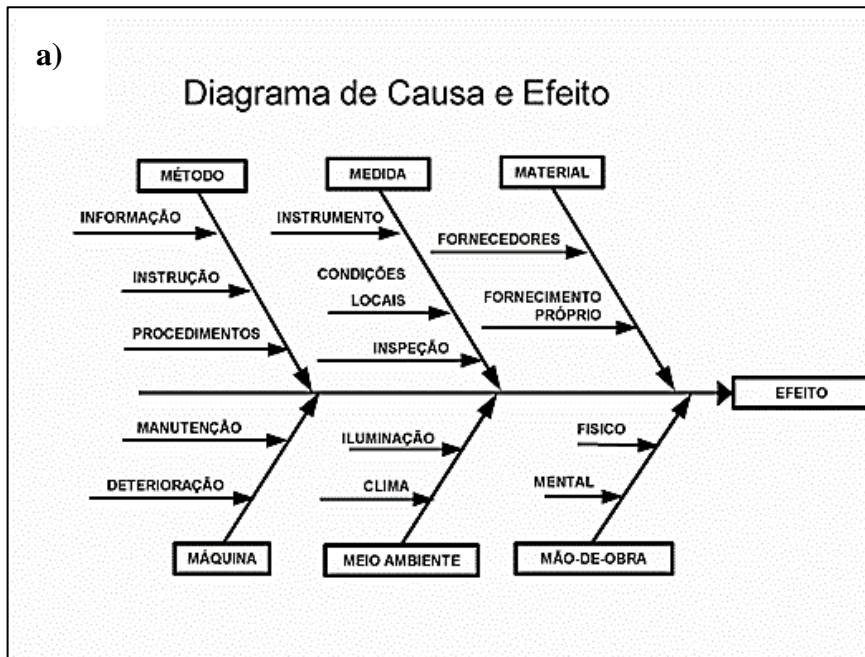 a)
Diagrama de Causa e Efeito
MÉTODO
MEDIDA
MATERIAL
INFORMAÇÃO
INSTRUMENTO
FORNECEDORES
INSTRUÇÃO
CONDIÇÕES
LOCAIS
FORNECIMENTO
PRÓPRIO
PROCEDIMENTOS
INSPEÇÃO
EFEITO
MANUTENÇÃO
ILUMINAÇÃO
FISICO
DETERIORAÇÃO
CLIMA
MENTAL
MÁQUINA
MEIO AMBIENTE
MÃO-DE-OBRA